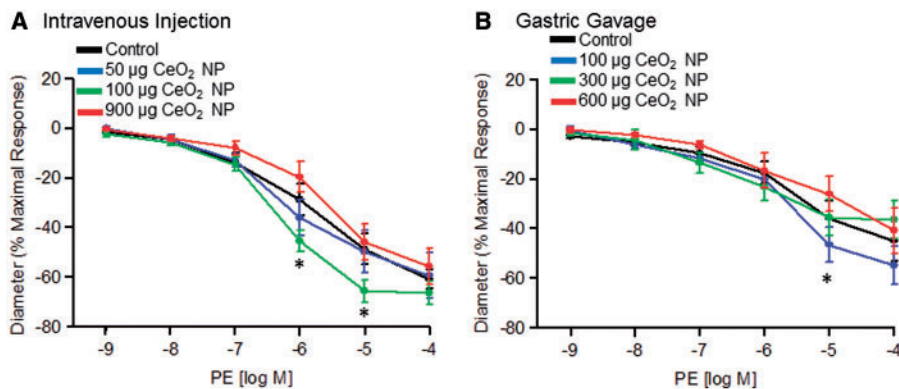 A Intravenous Injection
Control
50 µg CeO₂ NP
100 µg CeO₂ NP
900 µg CeO₂ NP
Diameter (% Maximal Response)
20
0
-20
-40
-60
-80
*
*
-9 -8 -7 -6 -5 -4
PE [log M]
B Gastric Gavage
Control
100 µg CeO₂ NP
300 µg CeO₂ NP
600 µg CeO₂ NP
Diameter (% Maximal Response)
20
0
-20
-40
-60
-80
*
-9 -8 -7 -6 -5 -4
PE [log M]